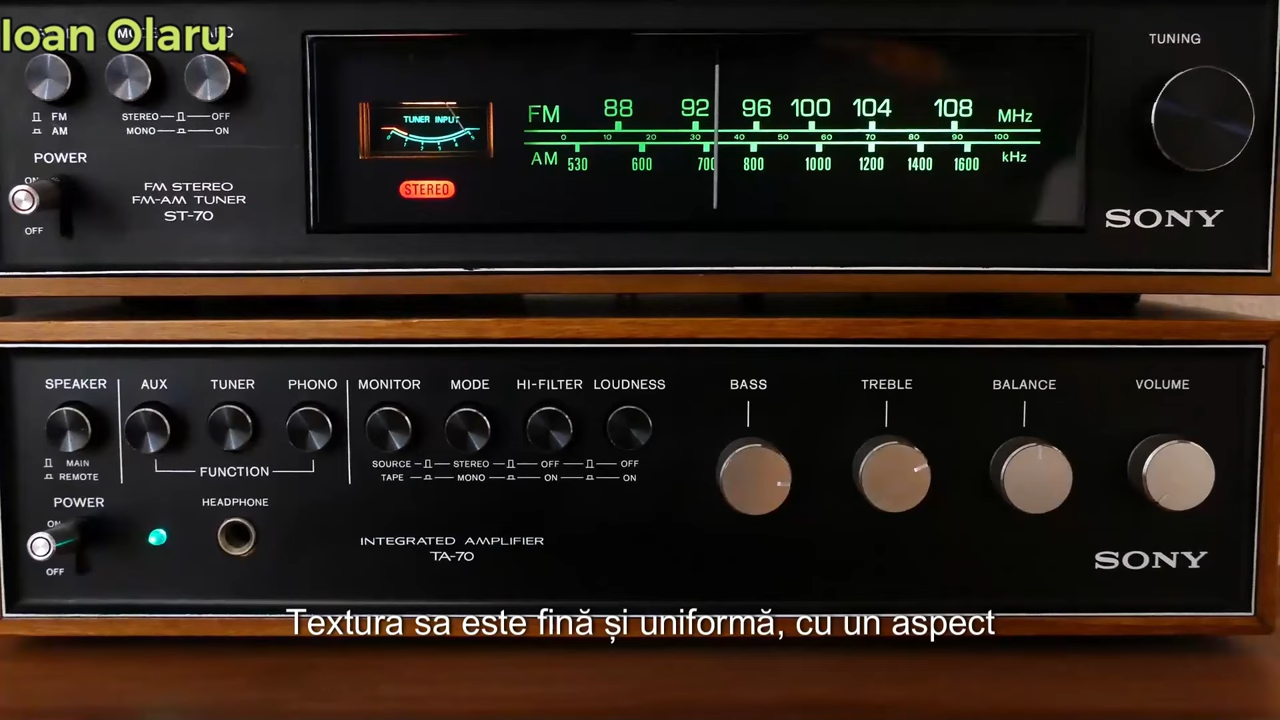 Ioan Olaru
FM
AM
STEREO OFF
MONO ON
POWER
ON
OFF
FM STEREO
FM-AM TUNER
ST-70
TUNER INPUT
STEREO
FM 88 92 96 100 104 108 MHz
0 10 20 30 40 50 60 70 80 90 100
AM 530 600 700 800 1000 1200 1400 1600 kHz
TUNING
SONY
SPEAKER AUX TUNER PHONO MONITOR MODE HI-FILTER LOUDNESS BASS TREBLE BALANCE VOLUME
MAIN
REMOTE
FUNCTION
SOURCE STEREO OFF OFF
TAPE MONO ON ON
POWER
ON
OFF
HEADPHONE
INTEGRATED AMPLIFIER
TA-70
SONY
Textura sa este fină și uniformă, cu un aspect